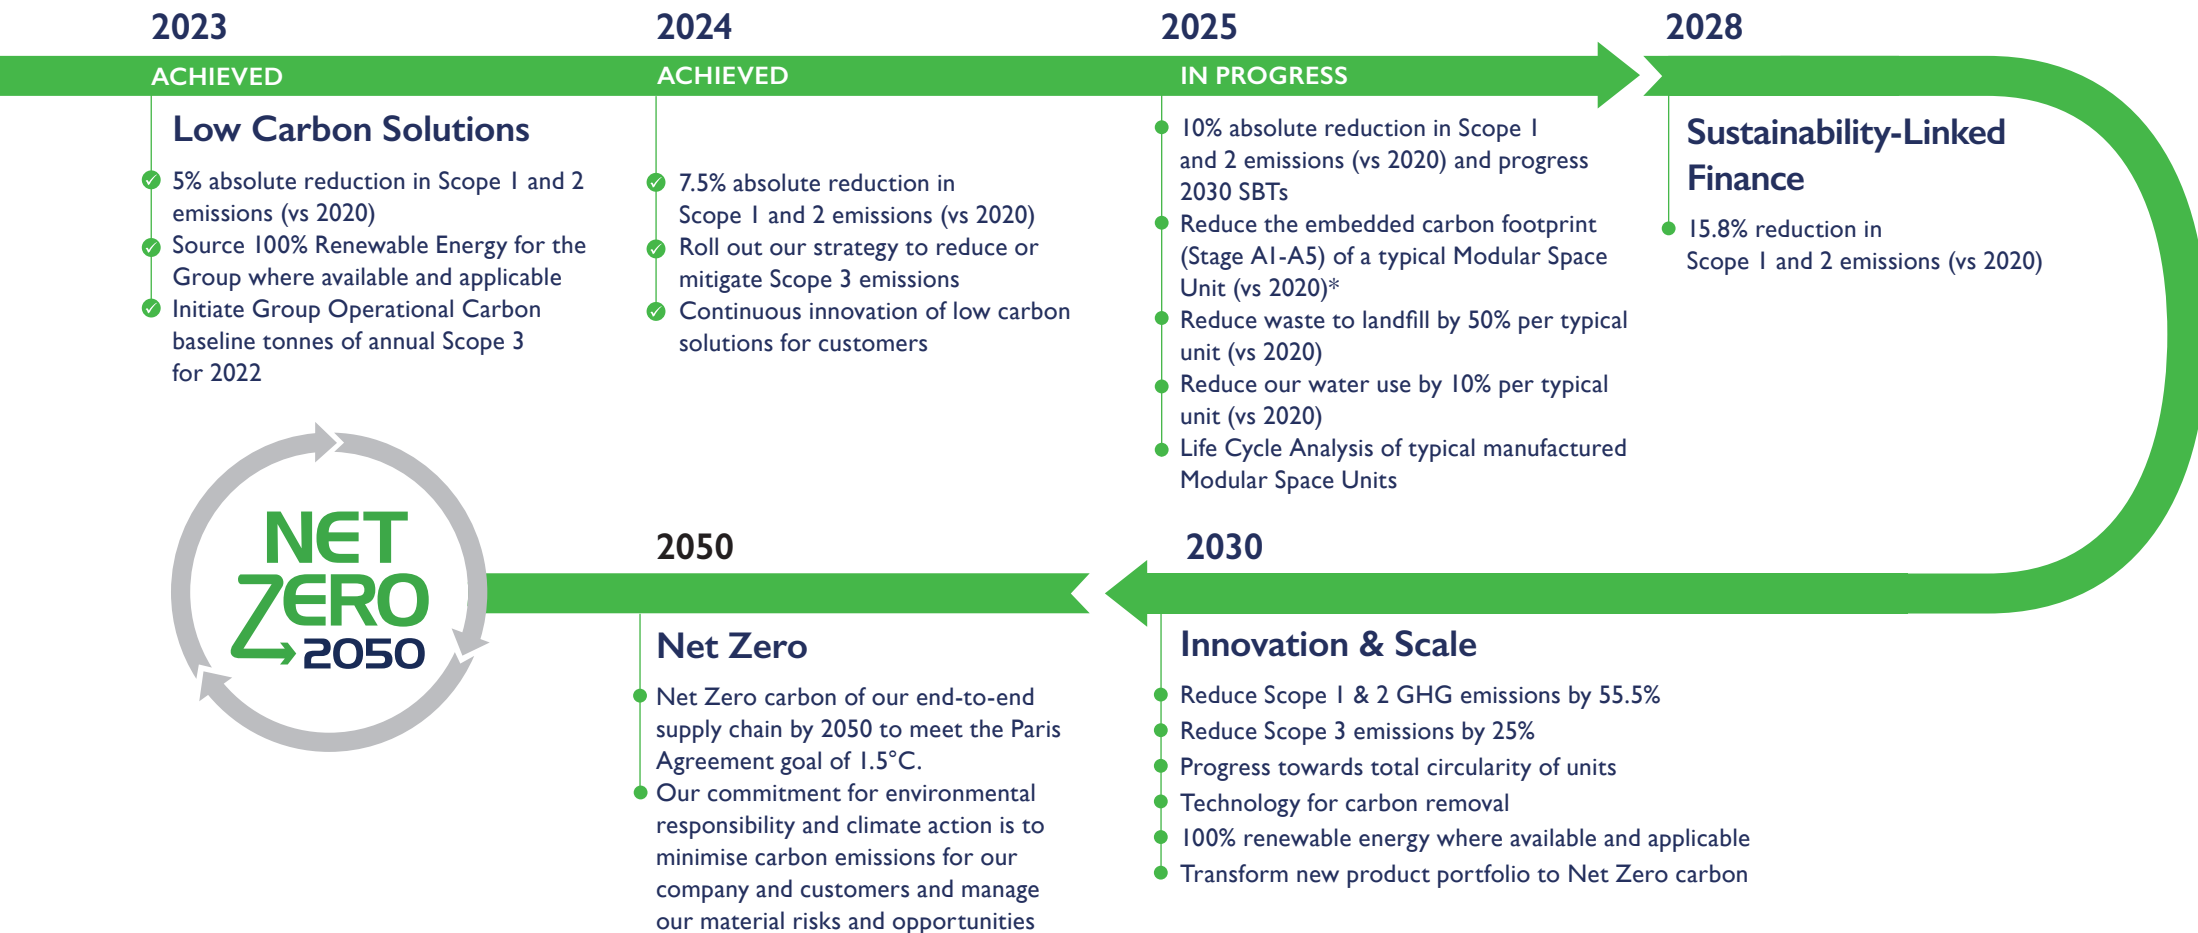 2023
ACHIEVED
Low Carbon Solutions
5% absolute reduction in Scope 1 and 2
emissions (vs 2020)
Source 100% Renewable Energy for the
Group where available and applicable
Initiate Group Operational Carbon
baseline tonnes of annual Scope 3
for 2022
2024
ACHIEVED
7.5% absolute reduction in
Scope 1 and 2 emissions (vs 2020)
Roll out our strategy to reduce or
mitigate Scope 3 emissions
Continuous innovation of low carbon
solutions for customers
2025
IN PROGRESS
10% absolute reduction in Scope 1
and 2 emissions (vs 2020) and progress
2030 SBTs
Reduce the embedded carbon footprint
(Stage A1-A5) of a typical Modular Space
Unit (vs 2020)*
Reduce waste to landfill by 50% per typical
unit (vs 2020)
Reduce our water use by 10% per typical
unit (vs 2020)
Life Cycle Analysis of typical manufactured
Modular Space Units
2028
Sustainability-Linked
Finance
15.8% reduction in
Scope 1 and 2 emissions (vs 2020)
2030
Innovation & Scale
Reduce Scope 1 & 2 GHG emissions by 55.5%
Reduce Scope 3 emissions by 25%
Progress towards total circularity of units
Technology for carbon removal
100% renewable energy where available and applicable
Transform new product portfolio to Net Zero carbon
2050
Net Zero
Net Zero carbon of our end-to-end
supply chain by 2050 to meet the Paris
Agreement goal of 1.5°C.
Our commitment for environmental
responsibility and climate action is to
minimise carbon emissions for our
company and customers and manage
our material risks and opportunities
NET
ZERO
2050